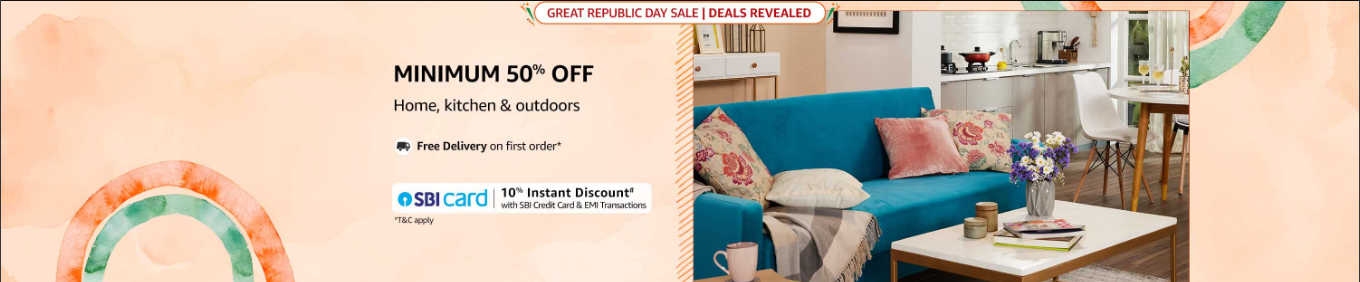 GREAT REPUBLIC DAY SALE | DEALS REVEALED
MINIMUM 50% OFF
Home, kitchen & outdoors
Free Delivery on first order*
SBI card
10% Instant Discount#
with SBI Credit Card & EMI Transactions
#T&C apply